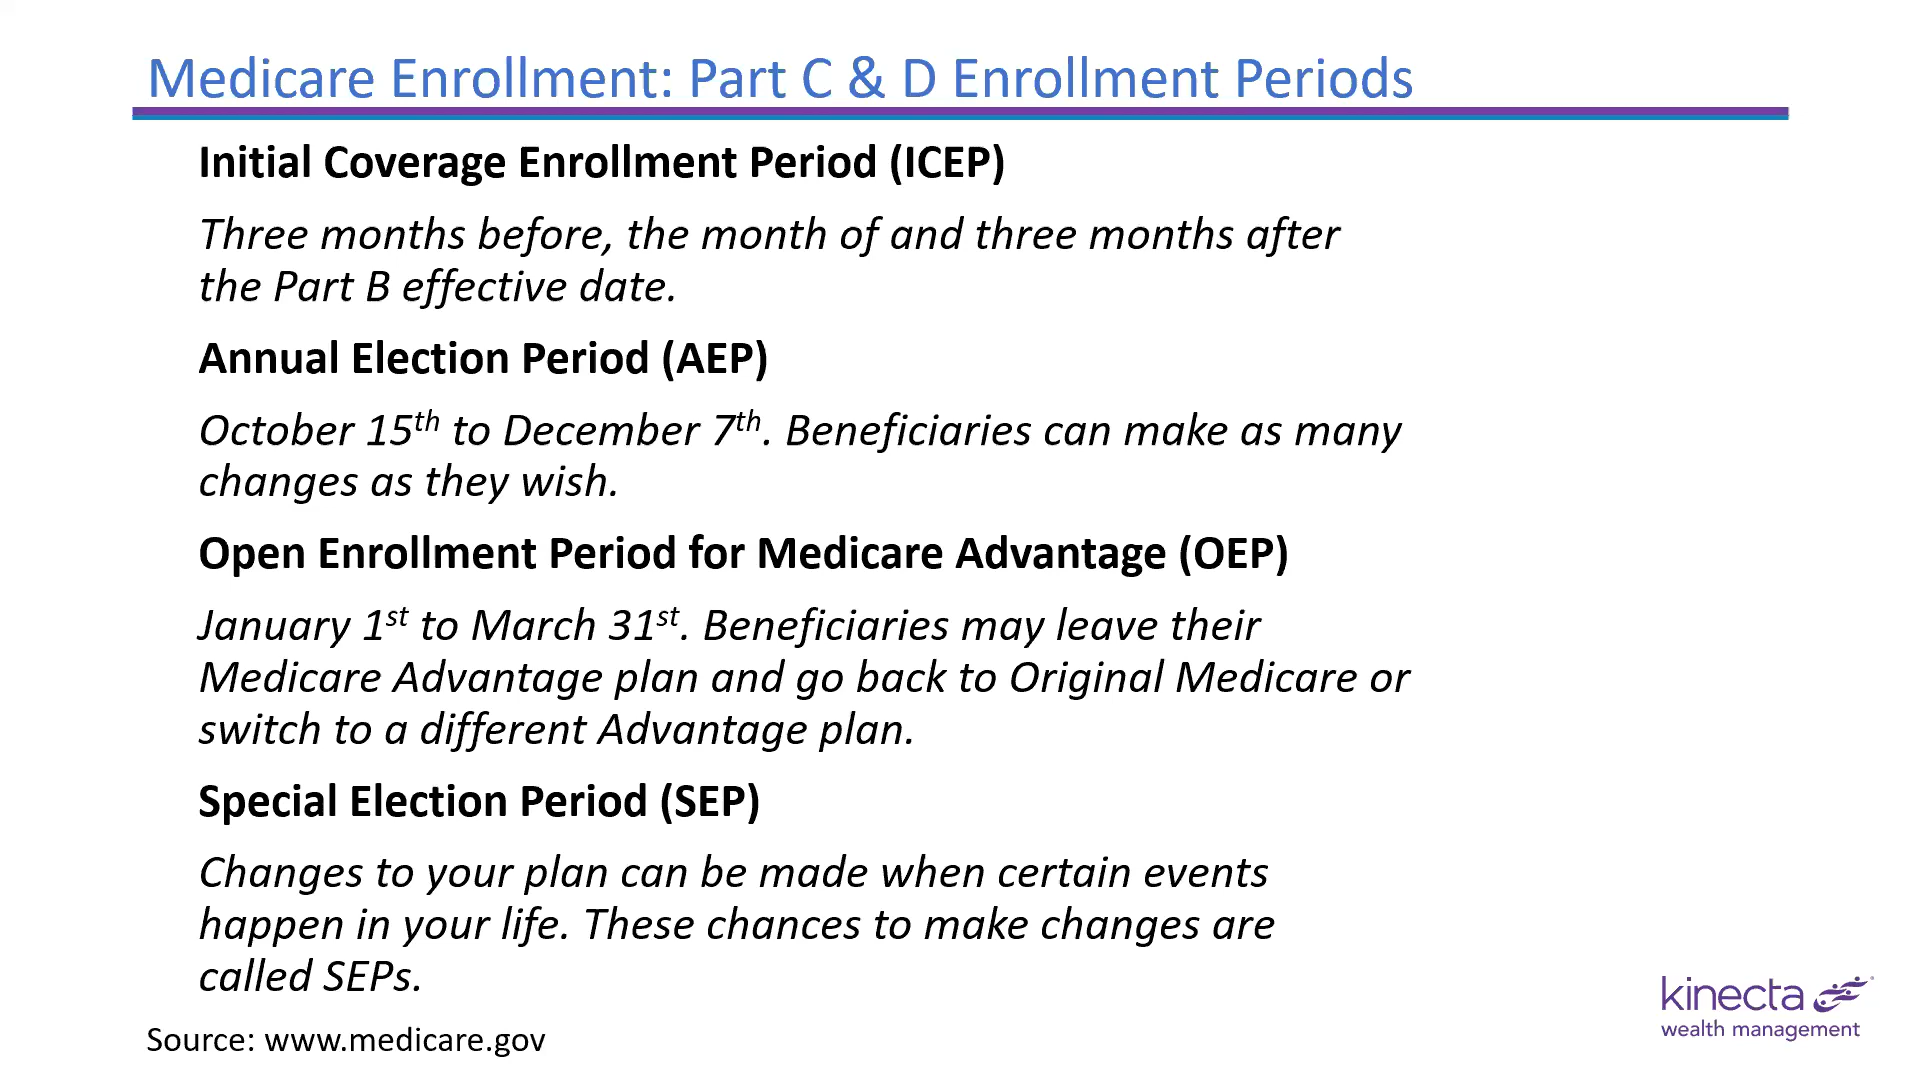 Medicare Enrollment: Part C & D Enrollment Periods
Initial Coverage Enrollment Period (ICEP)
Three months before, the month of and three months after
the Part B effective date.
Annual Election Period (AEP)
October 15th to December 7th. Beneficiaries can make as many
changes as they wish.
Open Enrollment Period for Medicare Advantage (OEP)
January 1st to March 31st. Beneficiaries may leave their
Medicare Advantage plan and go back to Original Medicare or
switch to a different Advantage plan.
Special Election Period (SEP)
Changes to your plan can be made when certain events
happen in your life. These chances to make changes are
called SEPs.
Source: www.medicare.gov
kinecta
wealth management